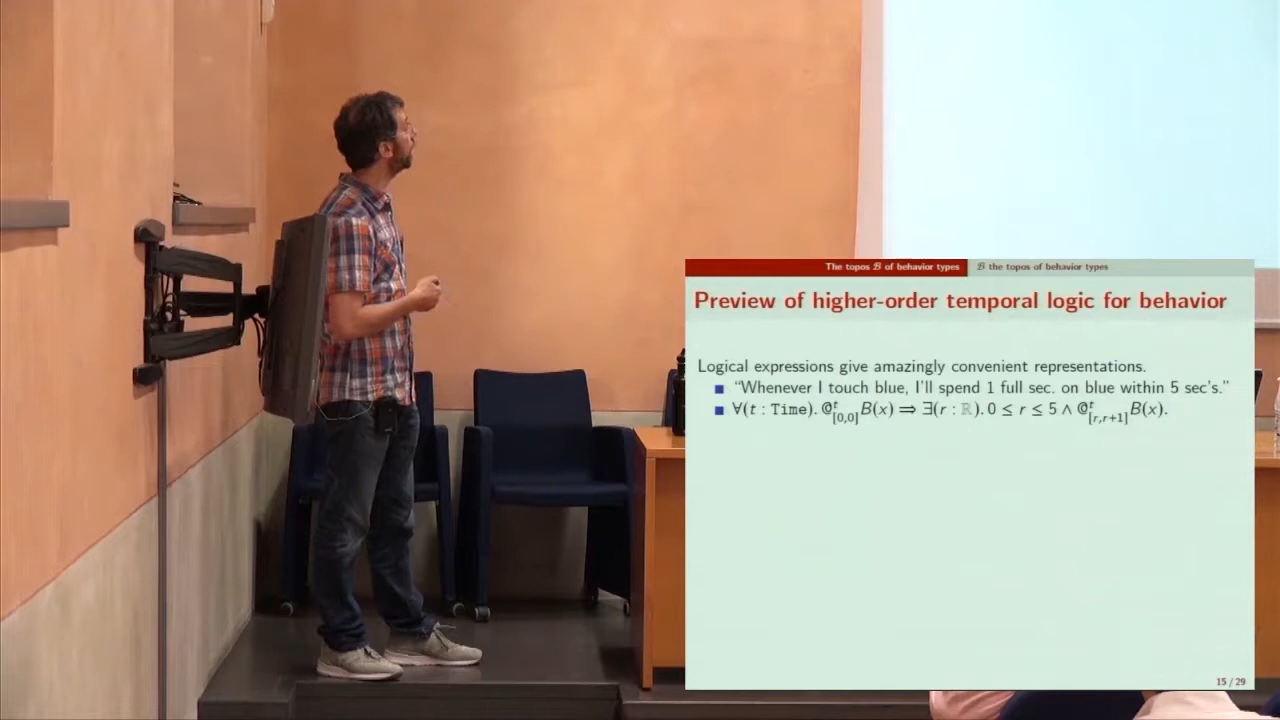 The topos ℬ of behavior types ℬ the topos of behavior types
Preview of higher-order temporal logic for behavior
Logical expressions give amazingly convenient representations.
“Whenever I touch blue, I'll spend 1 full sec. on blue within 5 sec's.”
∀(t : Time). @ᵗ[0,0]B(x) ⇒ ∃(r : ℝ). 0 ≤ r ≤ 5 ∧ @ᵗ[r,r+1]B(x).
15 / 29